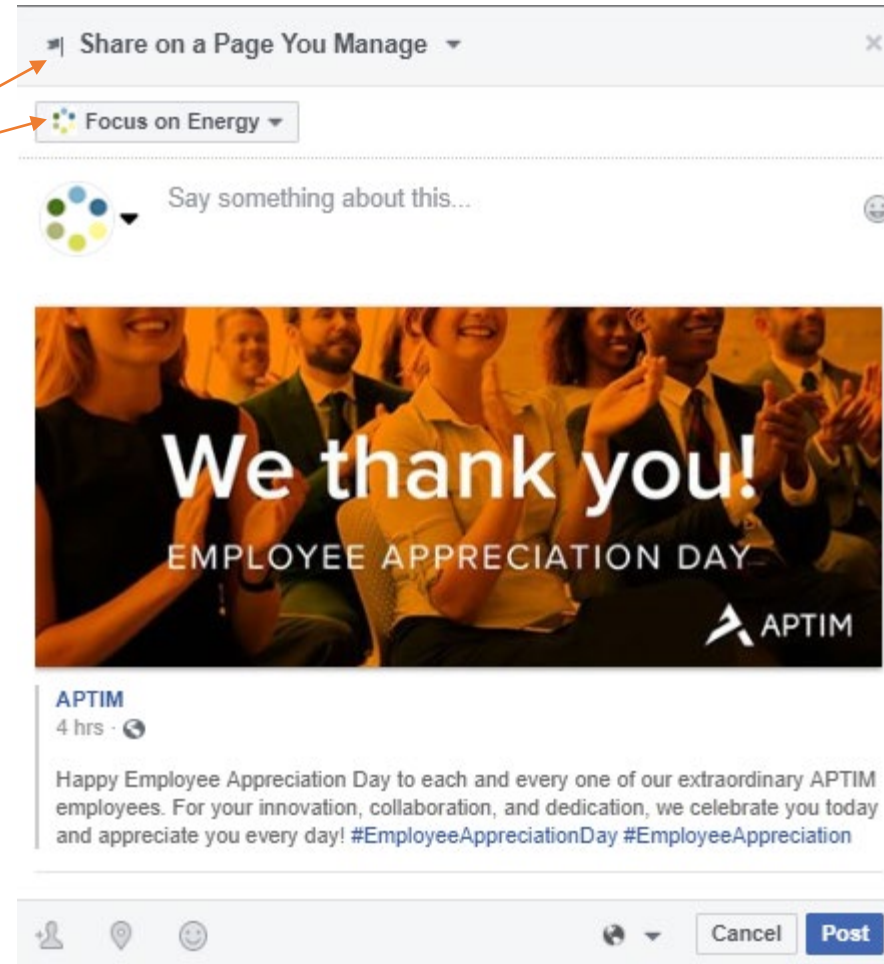 Share on a Page You Manage
Focus on Energy
Say something about this...
We thank you!
EMPLOYEE APPRECIATION DAY
APTIM
APTIM
4 hrs ·
Happy Employee Appreciation Day to each and every one of our extraordinary APTIM
employees. For your innovation, collaboration, and dedication, we celebrate you today
and appreciate you every day! #EmployeeAppreciationDay #EmployeeAppreciation
Cancel Post